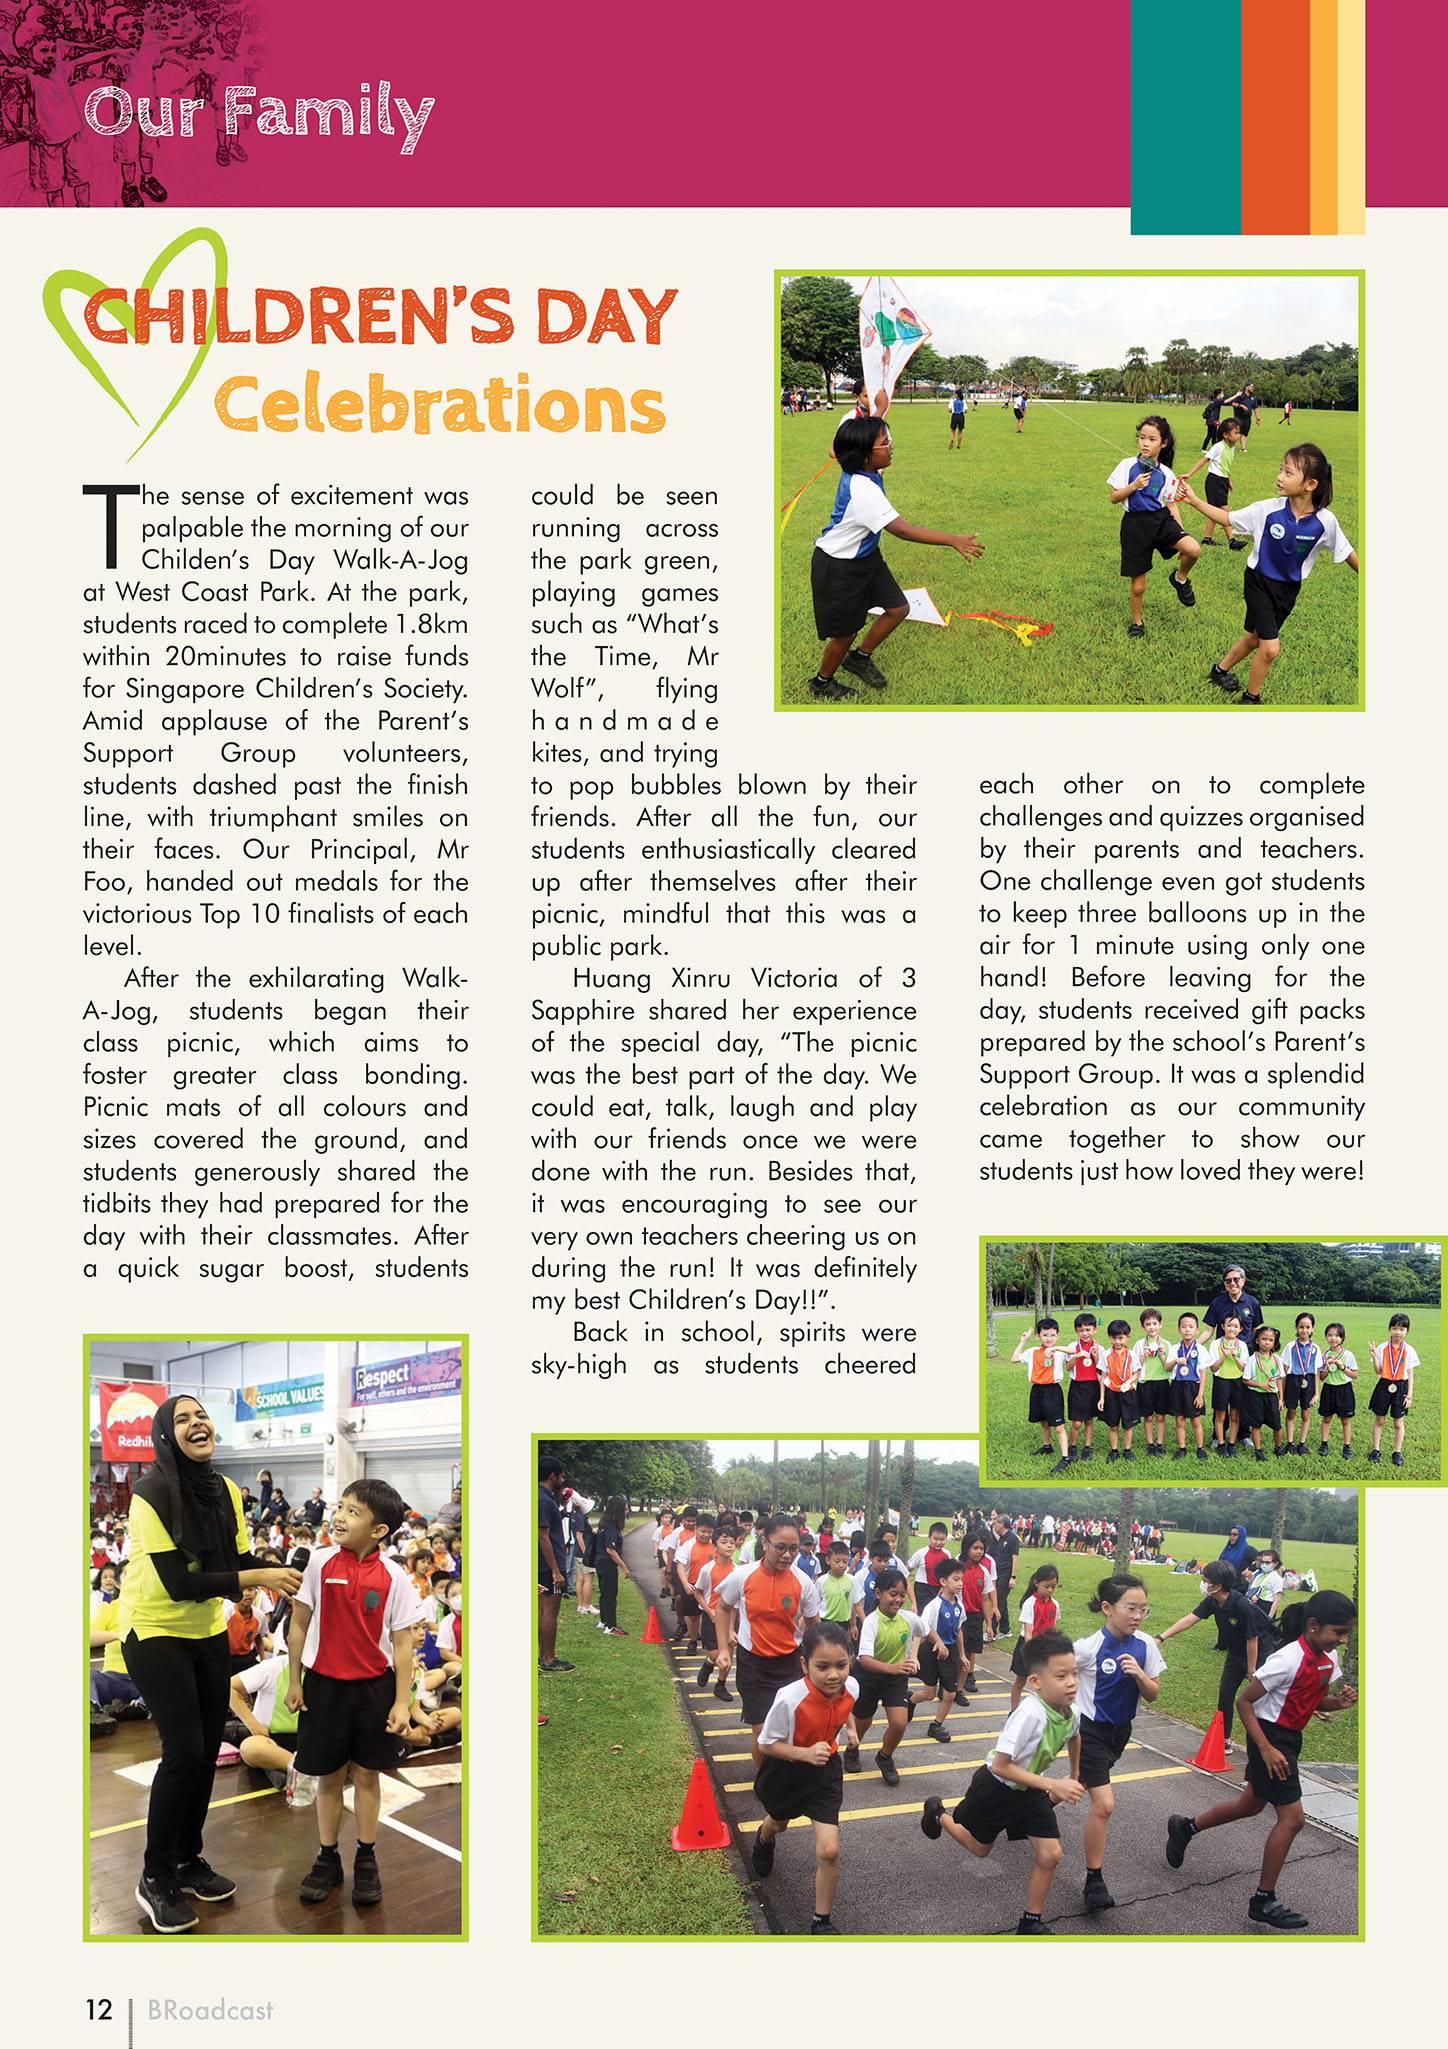 Our Family
CHILDREN'S DAY
Celebrations
The sense of excitement was
palpable the morning of our
Childen's Day Walk-A-Jog
at West Coast Park. At the park,
students raced to complete 1.8km
within 20minutes to raise funds
for Singapore Children's Society.
Amid applause of the Parent's
Support Group volunteers,
students dashed past the finish
line, with triumphant smiles on
their faces. Our Principal, Mr
Foo, handed out medals for the
victorious Top 10 finalists of each
level.
After the exhilarating Walk-
A-Jog, students began their
class picnic, which aims to
foster greater class bonding.
Picnic mats of all colours and
sizes covered the ground, and
students generously shared the
tidbits they had prepared for the
day with their classmates. After
a quick sugar boost, students
could be seen
running across
the park green,
playing games
such as “What's
the Time, Mr
Wolf”, flying
handmade
kites, and trying
to pop bubbles blown by their
friends. After all the fun, our
students enthusiastically cleared
up after themselves after their
picnic, mindful that this was a
public park.
Huang Xinru Victoria of 3
Sapphire shared her experience
of the special day, “The picnic
was the best part of the day. We
could eat, talk, laugh and play
with our friends once we were
done with the run. Besides that,
it was encouraging to see our
very own teachers cheering us on
during the run! It was definitely
my best Children's Day!!”.
Back in school, spirits were
sky-high as students cheered
each other on to complete
challenges and quizzes organised
by their parents and teachers.
One challenge even got students
to keep three balloons up in the
air for 1 minute using only one
hand! Before leaving for the
day, students received gift packs
prepared by the school's Parent's
Support Group. It was a splendid
celebration as our community
came together to show our
students just how loved they were!
SCHOOL VALUES
Respect
For self, others and the environment
Redhil
12
BRoadcast